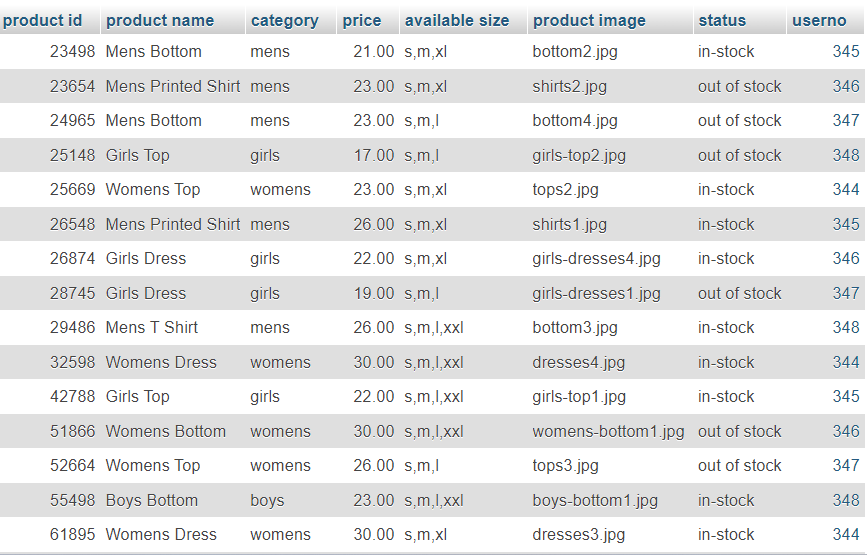 product id product name category price available size product image status userno
23498 Mens Bottom mens 21.00 s,m,xl bottom2.jpg in-stock 345
23654 Mens Printed Shirt mens 23.00 s,m,xl shirts2.jpg out of stock 346
24965 Mens Bottom mens 23.00 s,m,l bottom4.jpg out of stock 347
25148 Girls Top girls 17.00 s,m,l girls-top2.jpg out of stock 348
25669 Womens Top womens 23.00 s,m,xl tops2.jpg in-stock 344
26548 Mens Printed Shirt mens 26.00 s,m,xl shirts1.jpg in-stock 345
26874 Girls Dress girls 22.00 s,m,xl girls-dresses4.jpg in-stock 346
28745 Girls Dress girls 19.00 s,m,l girls-dresses1.jpg out of stock 347
29486 Mens T Shirt mens 26.00 s,m,l,xxl bottom3.jpg in-stock 348
32598 Womens Dress womens 30.00 s,m,l,xxl dresses4.jpg in-stock 344
42788 Girls Top girls 22.00 s,m,l,xxl girls-top1.jpg in-stock 345
51866 Womens Bottom womens 30.00 s,m,l,xxl womens-bottom1.jpg out of stock 346
52664 Womens Top womens 26.00 s,m,l tops3.jpg out of stock 347
55498 Boys Bottom boys 23.00 s,m,l,xxl boys-bottom1.jpg in-stock 348
61895 Womens Dress womens 30.00 s,m,xl dresses3.jpg in-stock 344